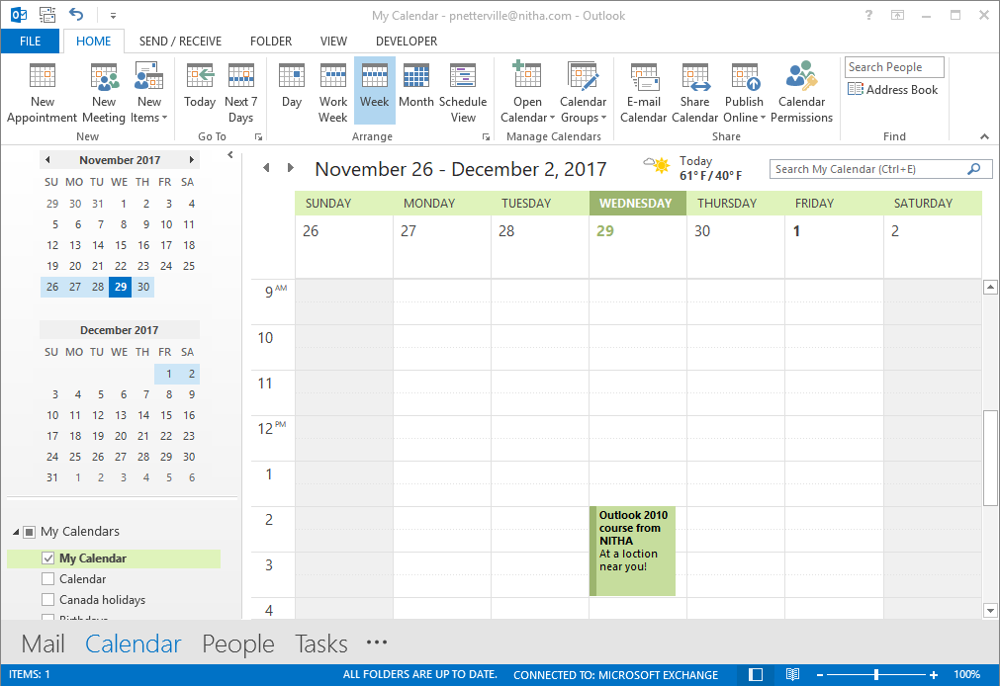 My Calendar - pnetterville@nitha.com - Outlook
?
FILE HOME SEND / RECEIVE FOLDER VIEW DEVELOPER
New Appointment
New Meeting
New Items
New
Today
Next 7 Days
Go To
Day
Work Week
Week
Month
Schedule View
Arrange
Open Calendar
Calendar Groups
Manage Calendars
E-mail Calendar
Share Calendar
Publish Online
Calendar Permissions
Share
Search People
Address Book
Find
November 2017
SU MO TU WE TH FR SA
29 30 31 1 2 3 4
5 6 7 8 9 10 11
12 13 14 15 16 17 18
19 20 21 22 23 24 25
26 27 28 29 30
December 2017
SU MO TU WE TH FR SA
1 2
3 4 5 6 7 8 9
10 11 12 13 14 15 16
17 18 19 20 21 22 23
24 25 26 27 28 29 30
31 1 2 3 4 5 6
My Calendars
My Calendar
Calendar
Canada holidays
November 26 - December 2, 2017
Today
61° F / 40° F
Search My Calendar (Ctrl+E)
SUNDAY MONDAY TUESDAY WEDNESDAY THURSDAY FRIDAY SATURDAY
26 27 28 29 30 1 2
9 AM
10
11
12 PM
1
2
3
4
Outlook 2010
course from
NITHA
At a loction
near you!
Mail Calendar People Tasks •••
ITEMS: 1 ALL FOLDERS ARE UP TO DATE. CONNECTED TO: MICROSOFT EXCHANGE 100%